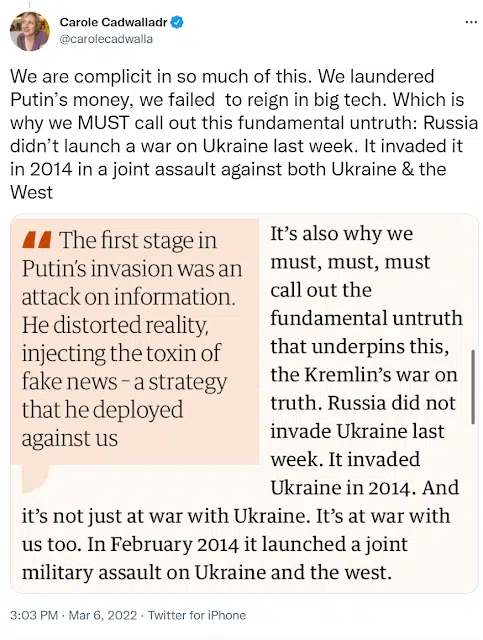 Carole Cadwalladr
@carolecadwalla
We are complicit in so much of this. We laundered
Putin's money, we failed  to reign in big tech. Which is
why we MUST call out this fundamental untruth: Russia
didn't launch a war on Ukraine last week. It invaded it
in 2014 in a joint assault against both Ukraine & the
West
“ The first stage in
Putin's invasion was an
attack on information.
He distorted reality,
injecting the toxin of
fake news – a strategy
that he deployed
against us
It's also why we
must, must, must
call out the
fundamental untruth
that underpins this,
the Kremlin's war on
truth. Russia did not
invade Ukraine last
week. It invaded
Ukraine in 2014. And
it's not just at war with Ukraine. It's at war with
us too. In February 2014 it launched a joint
military assault on Ukraine and the west.
3:03 PM · Mar 6, 2022 · Twitter for iPhone